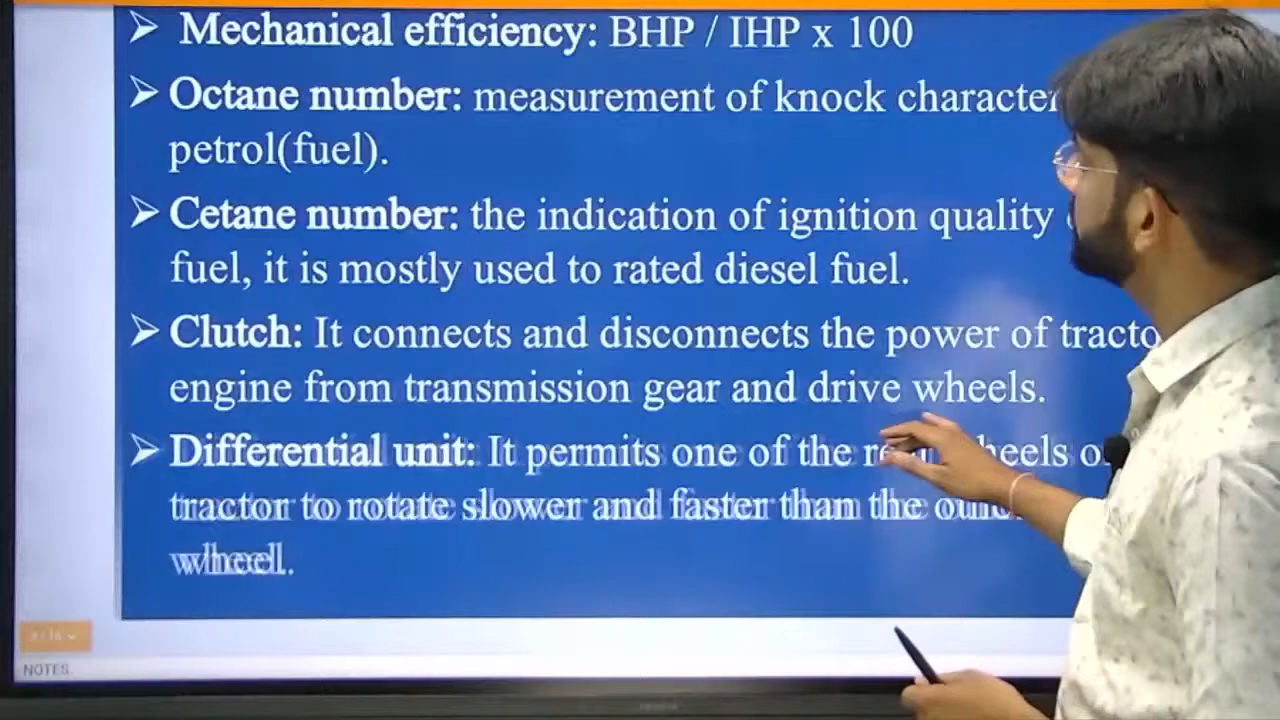 ➢ Mechanical efficiency: BHP / IHP x 100
➢ Octane number: measurement of knock character
petrol(fuel).
➢ Cetane number: the indication of ignition quality
fuel, it is mostly used to rated diesel fuel.
➢ Clutch: It connects and disconnects the power of tracto
engine from transmission gear and drive wheels.
➢ Differential unit: It permits one of the rear wheels
tractor to rotate slower and faster than the
wheel.
NOTES